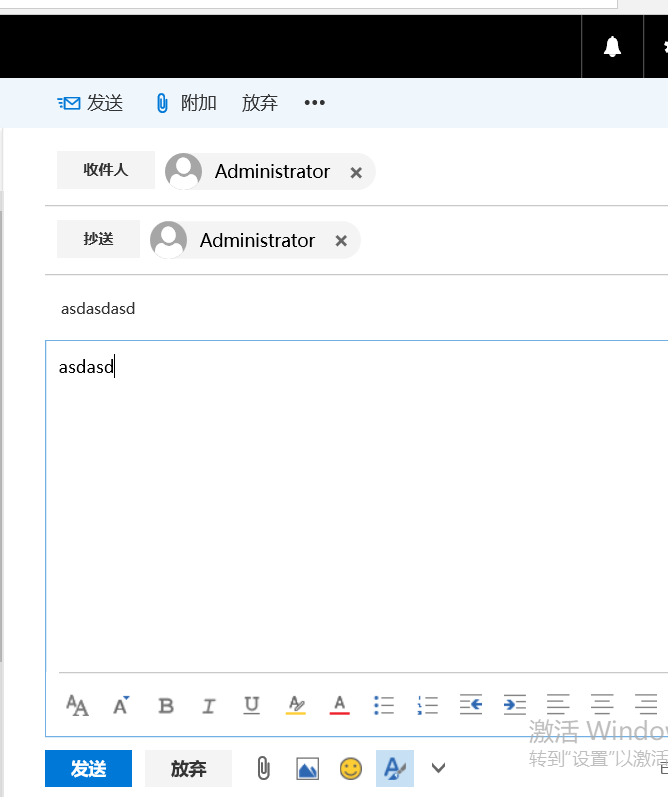 发送 附加 放弃 •••
收件人 Administrator ×
抄送 Administrator ×
asdasdasd
asdasd
激活 Window
转到“设置”以激活
发送 放弃